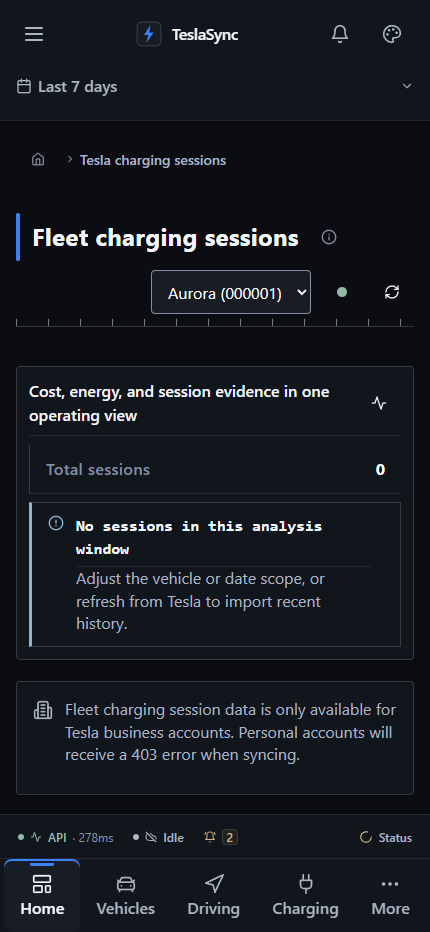 TeslaSync
Last 7 days
Tesla charging sessions
Fleet charging sessions
Aurora (000001)
Cost, energy, and session evidence in one
operating view
Total sessions 0
No sessions in this analysis
window
Adjust the vehicle or date scope, or
refresh from Tesla to import recent
history.
Fleet charging session data is only available for
Tesla business accounts. Personal accounts will
receive a 403 error when syncing.
API · 278ms Idle 2 Status
Home Vehicles Driving Charging More